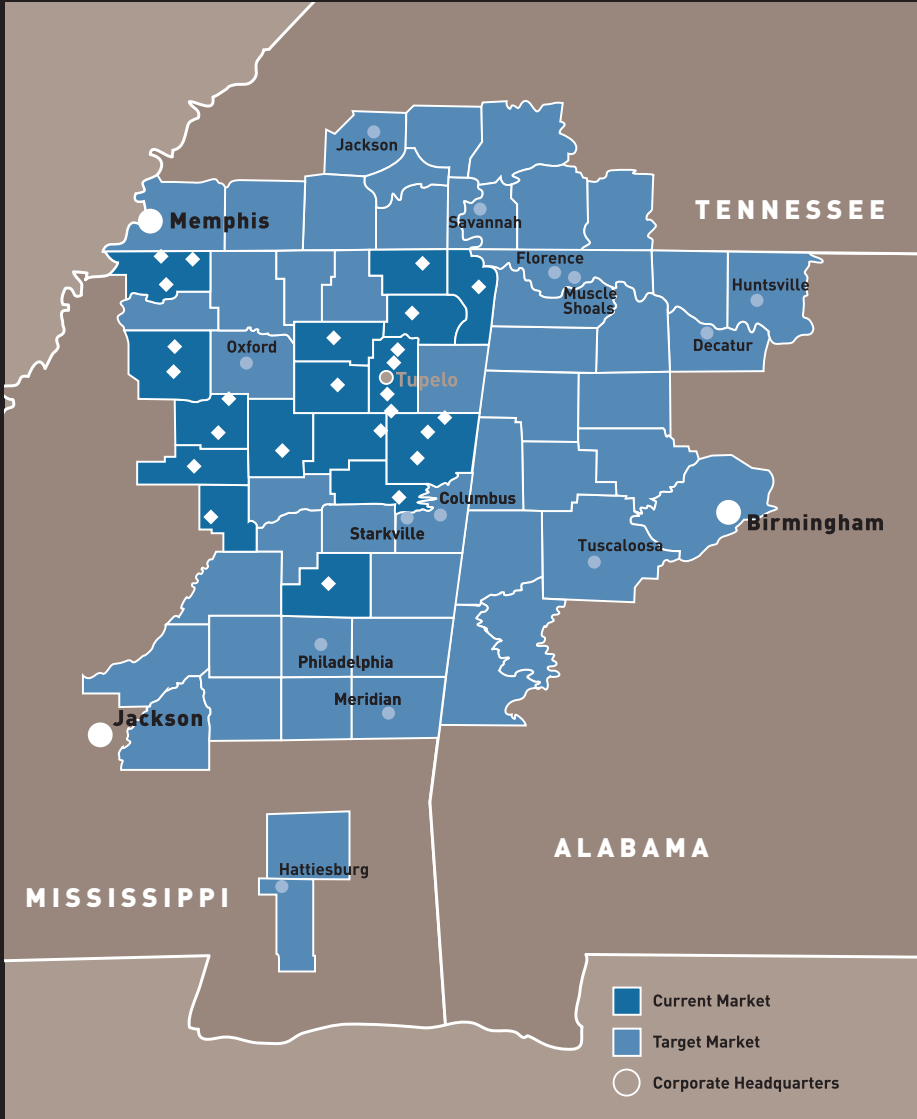 Jackson
TENNESSEE
Memphis
Savannah
Florence
Huntsville
Muscle
Shoals
Oxford
Decatur
Tupelo
Columbus
Birmingham
Starkville
Tuscaloosa
Philadelphia
Meridian
Jackson
ALABAMA
Hattiesburg
MISSISSIPPI
Current Market
Target Market
Corporate Headquarters